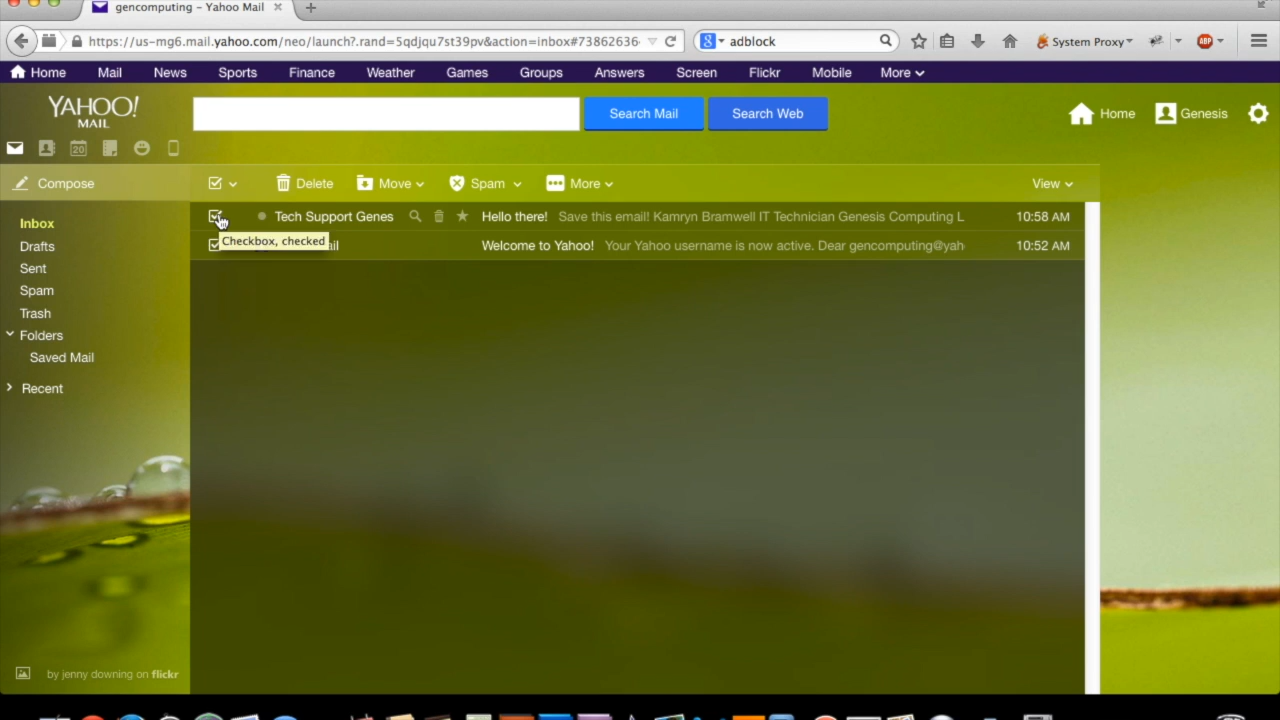 gencomputing - Yahoo Mail
https://us-mg6.mail.yahoo.com/neo/launch?.rand=5qdjqu7st39pv&action=inbox#73862636
adblock
System Proxy
ABP
Home Mail News Sports Finance Weather Games Groups Answers Screen Flickr Mobile More
YAHOO!
MAIL
Search Mail
Search Web
Home
Genesis
20
Compose
Delete
Move
Spam
More
View
Inbox
Drafts
Sent
Spam
Trash
Folders
Saved Mail
Recent
Tech Support Genes Hello there! Save this email! Kamryn Bramwell IT Technician Genesis Computing L 10:58 AM
Checkbox, checked
Welcome to Yahoo! Your Yahoo username is now active. Dear gencomputing@yah 10:52 AM
by jenny downing on flickr